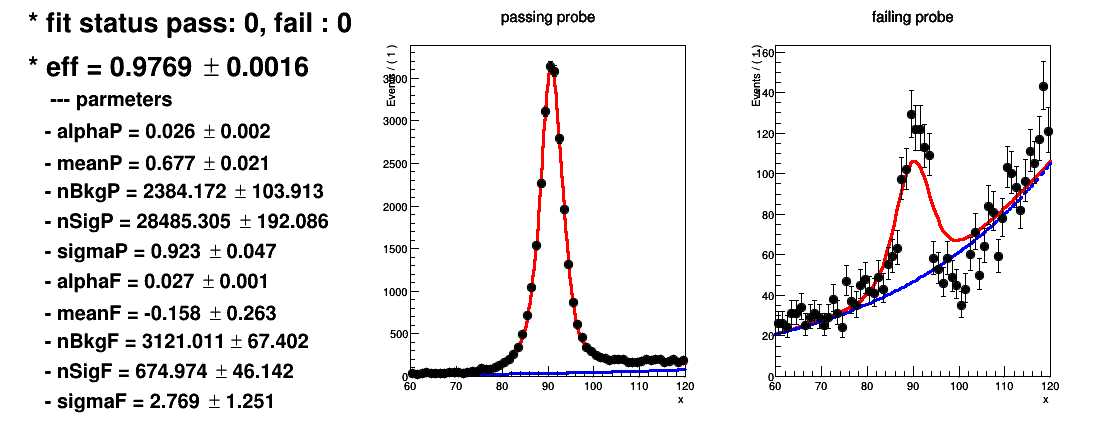 * fit status pass: 0, fail : 0
* eff = 0.9769 ± 0.0016
--- parmeters
- alphaP = 0.026 ± 0.002
- meanP = 0.677 ± 0.021
- nBkgP = 2384.172 ± 103.913
- nSigP = 28485.305 ± 192.086
- sigmaP = 0.923 ± 0.047
- alphaF = 0.027 ± 0.001
- meanF = -0.158 ± 0.263
- nBkgF = 3121.011 ± 67.402
- nSigF = 674.974 ± 46.142
- sigmaF = 2.769 ± 1.251
passing probe
Events / ( 1 )
3500
3000
2500
2000
1500
1000
500
0
60 70 80 90 100 110 120
x
failing probe
Events / ( 1 )
160
140
120
100
80
60
40
20
0
60 70 80 90 100 110 120
x